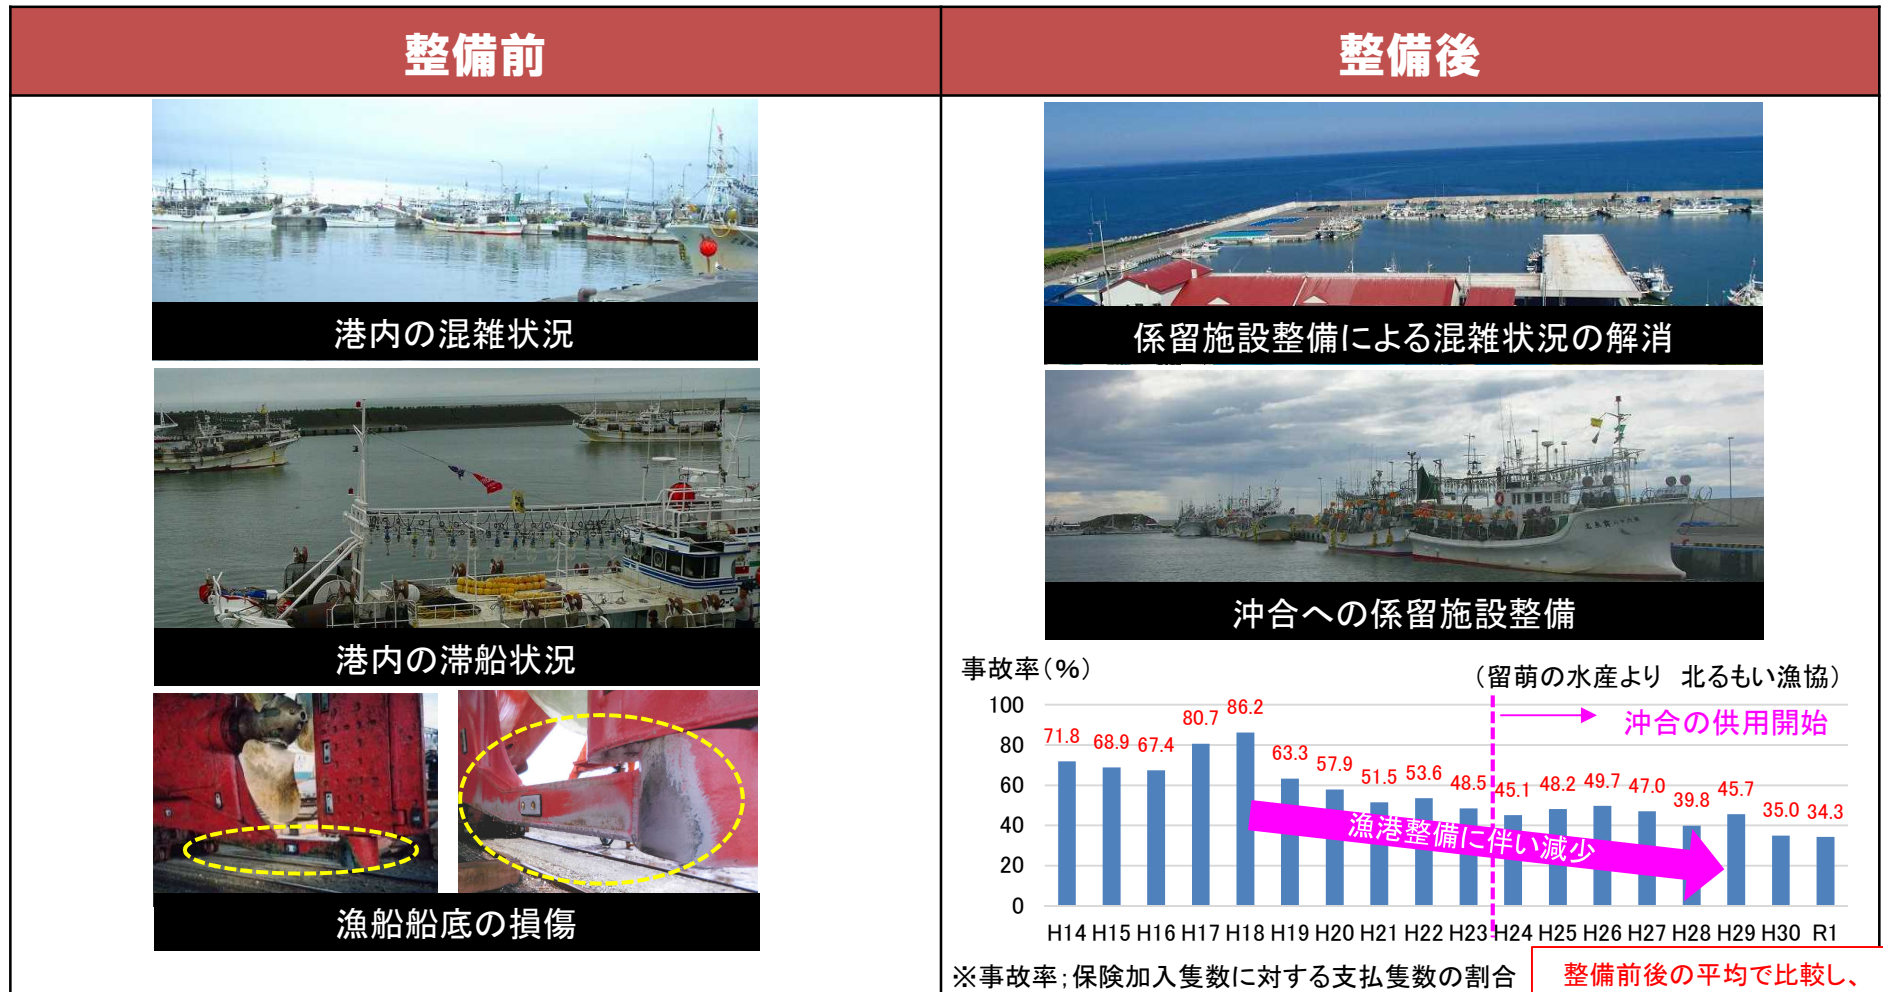 整備前
整備後
港内の混雑状況
港内の滞船状況
漁船船底の損傷
係留施設整備による混雑状況の解消
沖合への係留施設整備
事故率(%)
(留萌の水産より 北るもい漁協)
沖合の供用開始
100
80
60
40
20
0
71.8 68.9 67.4 80.7 86.2 63.3 57.9 51.5 53.6 48.5 45.1 48.2 49.7 47.0 39.8 45.7 35.0 34.3
漁港整備に伴い減少
H14 H15 H16 H17 H18 H19 H20 H21 H22 H23 H24 H25 H26 H27 H28 H29 H30 R1
※事故率;保険加入隻数に対する支払隻数の割合
整備前後の平均で比較し、